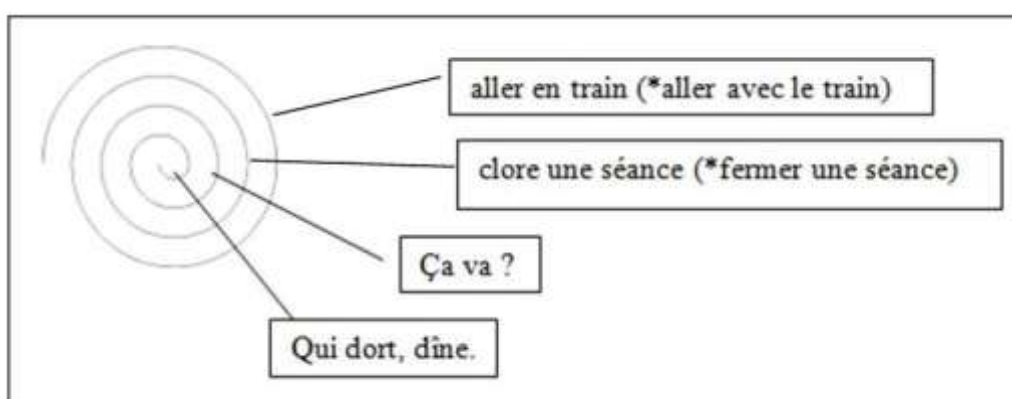 aller en train (*aller avec le train)
clore une séance (*fermer une séance)
Ça va ?
Qui dort, dîne.